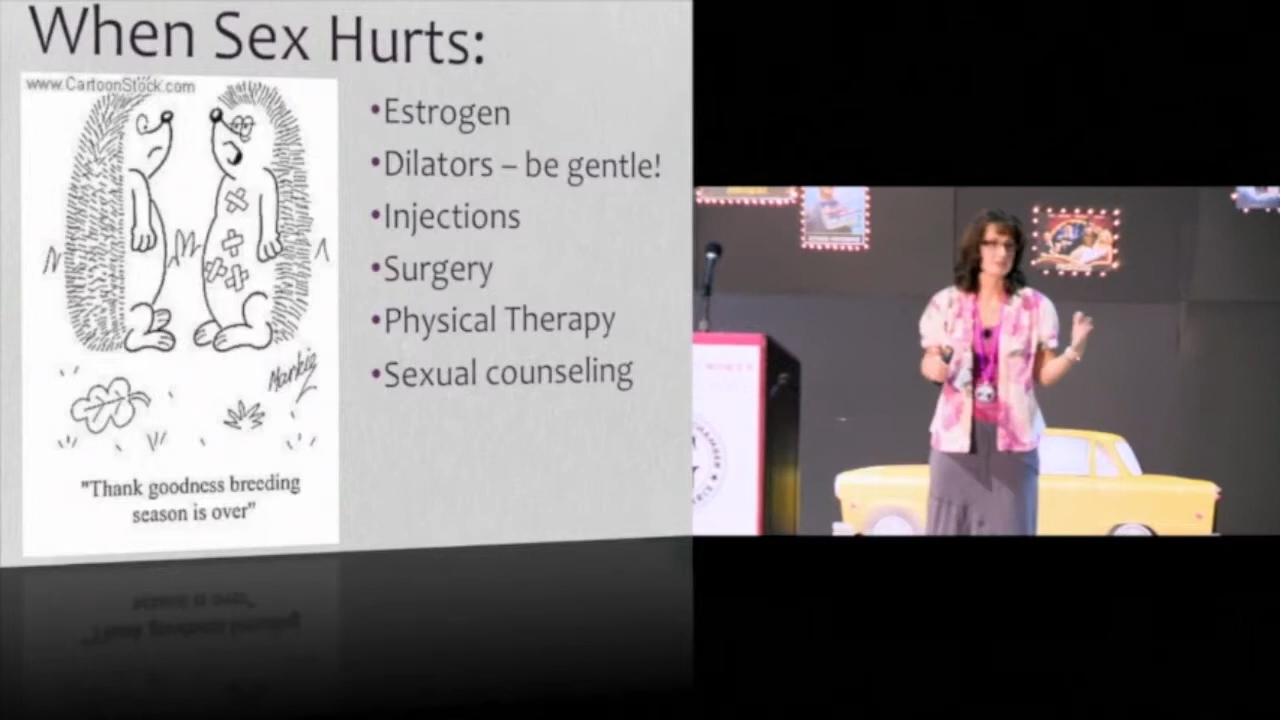 When Sex Hurts:
www.CartoonStock.com
•Estrogen
•Dilators – be gentle!
•Injections
•Surgery
•Physical Therapy
•Sexual counseling
Markiz
"Thank goodness breeding
season is over"